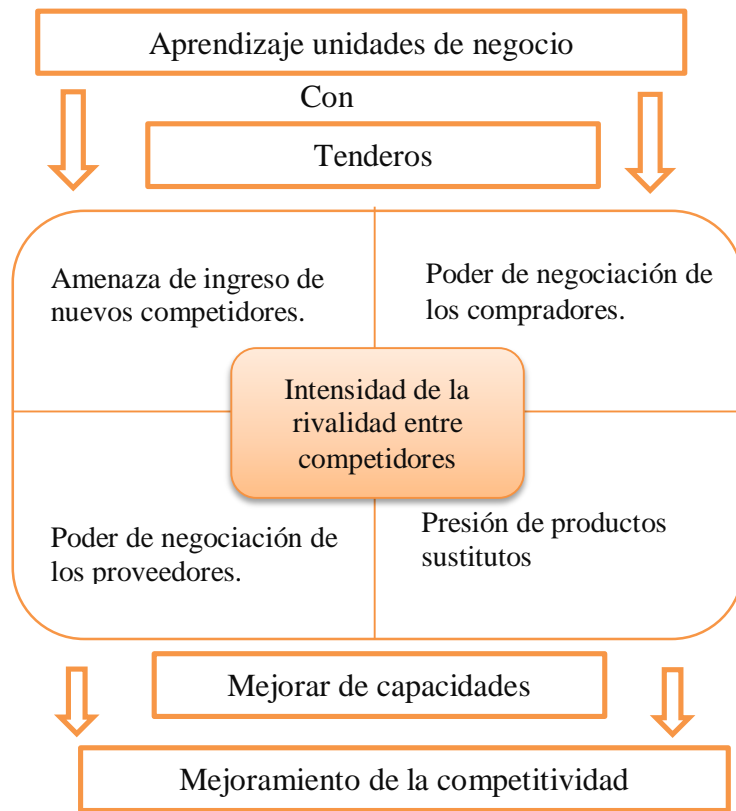 Aprendizaje unidades de negocio
Con
Tenderos
Amenaza de ingreso de
nuevos competidores.
Poder de negociación de
los compradores.
Intensidad de la
rivalidad entre
competidores
Poder de negociación de
los proveedores.
Presión de productos
sustitutos
Mejorar de capacidades
Mejoramiento de la competitividad